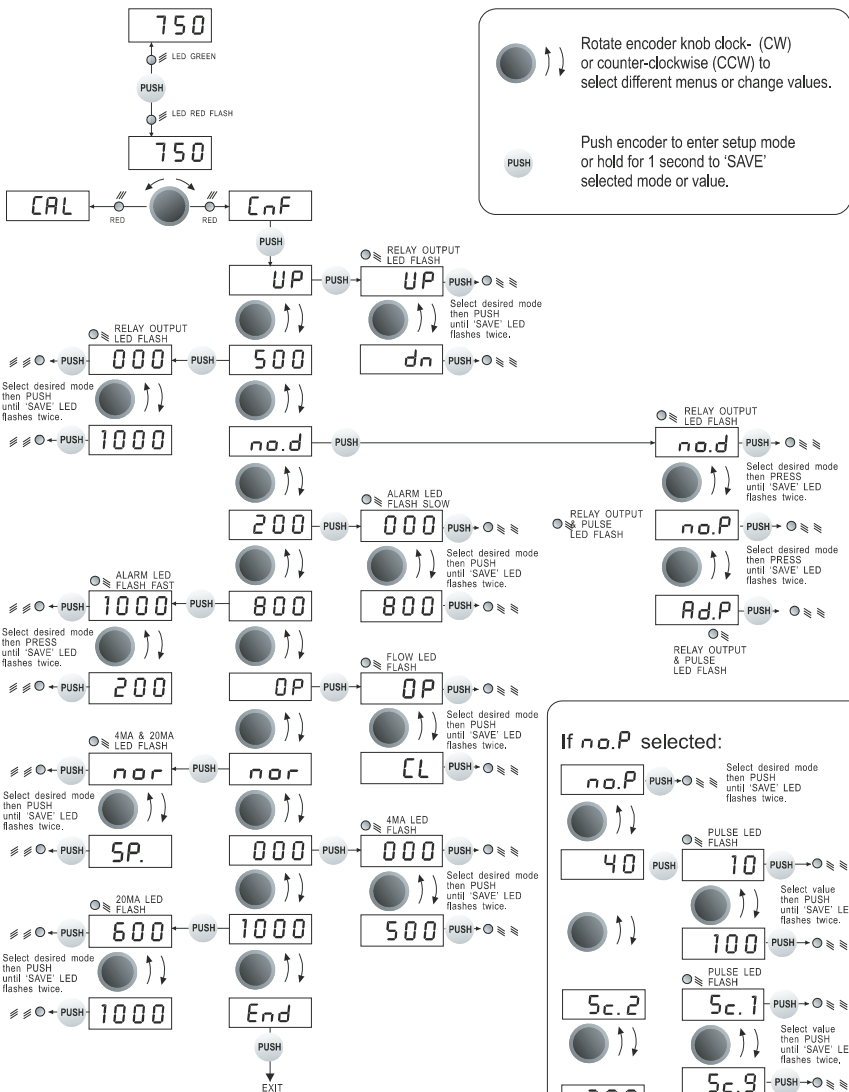 750
LED GREEN
PUSH
LED RED FLASH
750
Rotate encoder knob clock- (CW)
or counter-clockwise (CCW) to
select different menus or change values.
PUSH
Push encoder to enter setup mode
or hold for 1 second to 'SAVE'
selected mode or value.
CAL
RED
RED
CnF
PUSH
UP
PUSH
RELAY OUTPUT
LED FLASH
UP
PUSH
Select desired mode
then PUSH
until 'SAVE' LED
flashes twice.
dn
PUSH
RELAY OUTPUT
LED FLASH
PUSH
000
PUSH
500
Select desired mode
then PUSH
until 'SAVE' LED
flashes twice.
PUSH
1000
no.d
PUSH
RELAY OUTPUT
LED FLASH
no.d
PUSH
Select desired mode
then PRESS
until 'SAVE' LED
flashes twice.
RELAY OUTPUT
& PULSE
LED FLASH
no.P
PUSH
Select desired mode
then PRESS
until 'SAVE' LED
flashes twice.
Ad.P
PUSH
RELAY OUTPUT
& PULSE
LED FLASH
200
PUSH
ALARM LED
FLASH SLOW
000
PUSH
Select desired mode
then PUSH
until 'SAVE' LED
flashes twice.
800
PUSH
ALARM LED
FLASH FAST
PUSH
1000
PUSH
800
Select desired mode
then PRESS
until 'SAVE' LED
flashes twice.
PUSH
200
OP
PUSH
FLOW LED
FLASH
OP
PUSH
Select desired mode
then PUSH
until 'SAVE' LED
flashes twice.
CL
PUSH
4MA & 20MA
LED FLASH
PUSH
nor
PUSH
nor
Select desired mode
then PUSH
until 'SAVE' LED
flashes twice.
PUSH
SP.
000
PUSH
4MA LED
FLASH
000
PUSH
Select desired mode
then PUSH
until 'SAVE' LED
flashes twice.
500
PUSH
20MA LED
FLASH
PUSH
600
PUSH
1000
Select desired mode
then PUSH
until 'SAVE' LED
flashes twice.
PUSH
1000
End
PUSH
EXIT
If no.P selected:
no.P
PUSH
Select desired mode
then PUSH
until 'SAVE' LED
flashes twice.
40
PUSH
PULSE LED
FLASH
10
PUSH
Select value
then PUSH
until 'SAVE' LE
flashes twice.
100
PUSH
PULSE LED
FLASH
Sc.2
Sc.1
PUSH
Select value
then PUSH
until 'SAVE' LE
flashes twice.
Sc.9
PUSH